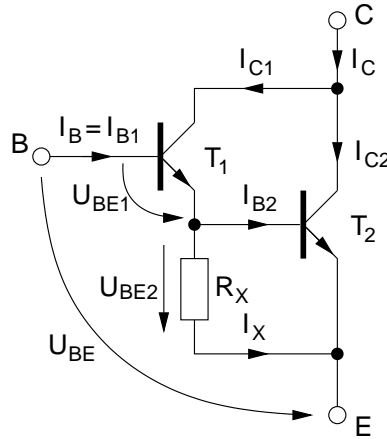 C
I_C1
I_C
B
I_B = I_B1
T_1
I_C2
U_BE1
I_B2
T_2
U_BE2
R_X
I_X
U_BE
E